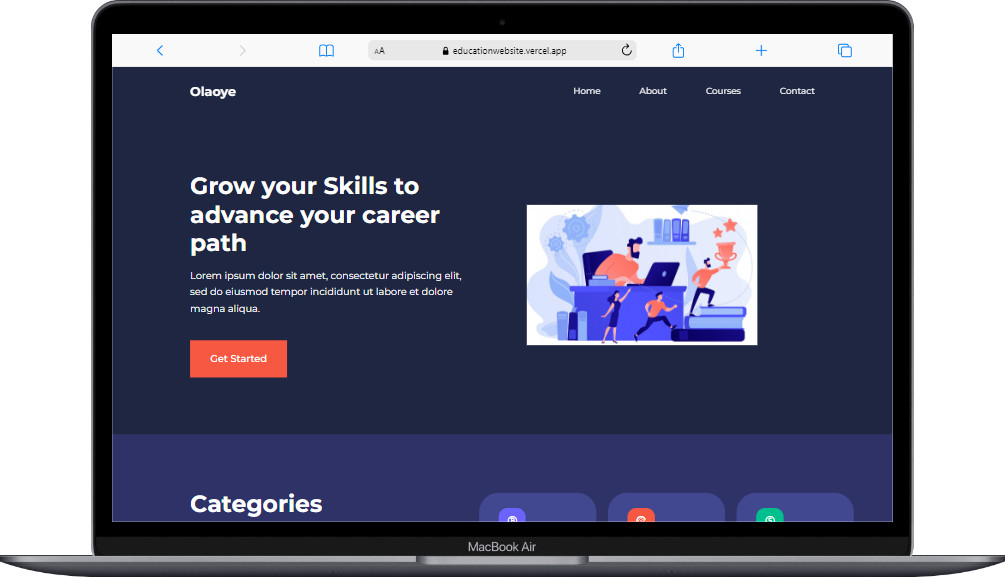 AA educationwebsite.vercel.app
Olaoye Home About Courses Contact
Grow your Skills to
advance your career
path
Lorem ipsum dolor sit amet, consectetur adipiscing elit,
sed do eiusmod tempor incididunt ut labore et dolore
magna aliqua.
Get Started
Categories
MacBook Air